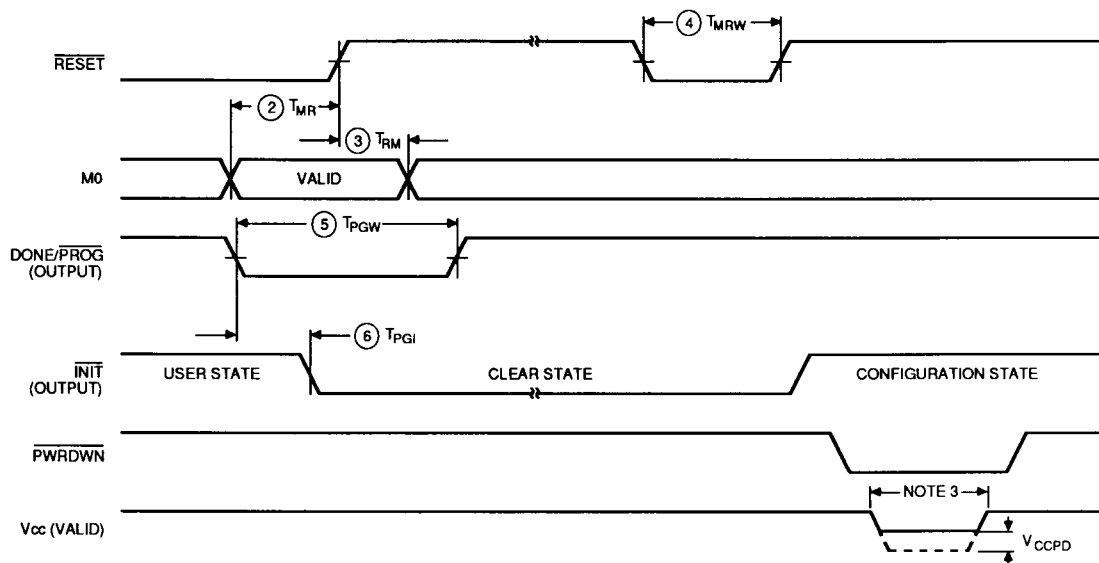 ④ TMRW
RESET
② TMR
③ TRM
M0
VALID
⑤ TPGW
DONE/PROG
(OUTPUT)
⑥ TPGI
INIT
(OUTPUT)
USER STATE
CLEAR STATE
CONFIGURATION STATE
PWRDWN
NOTE 3
Vcc (VALID)
VCCPD